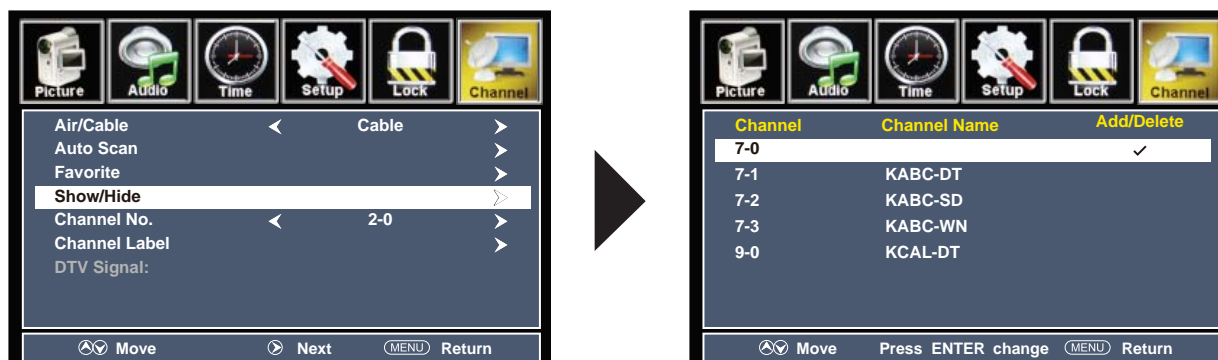 Picture Audio Time Setup Lock Channel
Air/Cable Cable
Auto Scan
Favorite
Show/Hide
Channel No. 2-0
Channel Label
DTV Signal:
Move Next MENU Return
Picture Audio Time Setup Lock Channel
Channel Channel Name Add/Delete
7-0
7-1 KABC-DT
7-2 KABC-SD
7-3 KABC-WN
9-0 KCAL-DT
Move Press ENTER change MENU Return